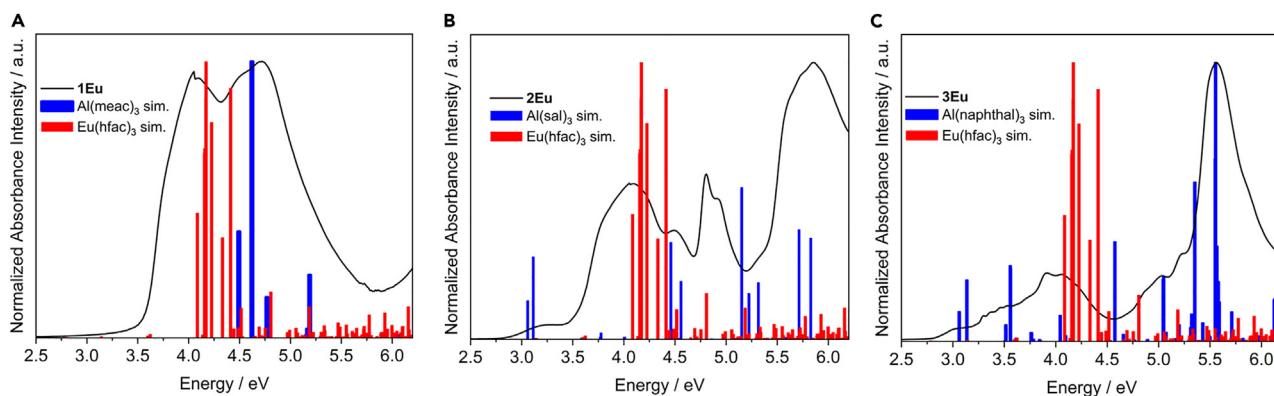 A
Normalized Absorbance Intensity / a.u.
1Eu
Al(meac)₃ sim.
Eu(hfac)₃ sim.
2.5 3.0 3.5 4.0 4.5 5.0 5.5 6.0
Energy / eV
B
Normalized Absorbance Intensity / a.u.
2Eu
Al(sal)₃ sim.
Eu(hfac)₃ sim.
2.5 3.0 3.5 4.0 4.5 5.0 5.5 6.0
Energy / eV
C
Normalized Absorbance Intensity / a.u.
3Eu
Al(naphthal)₃ sim.
Eu(hfac)₃ sim.
2.5 3.0 3.5 4.0 4.5 5.0 5.5 6.0
Energy / eV